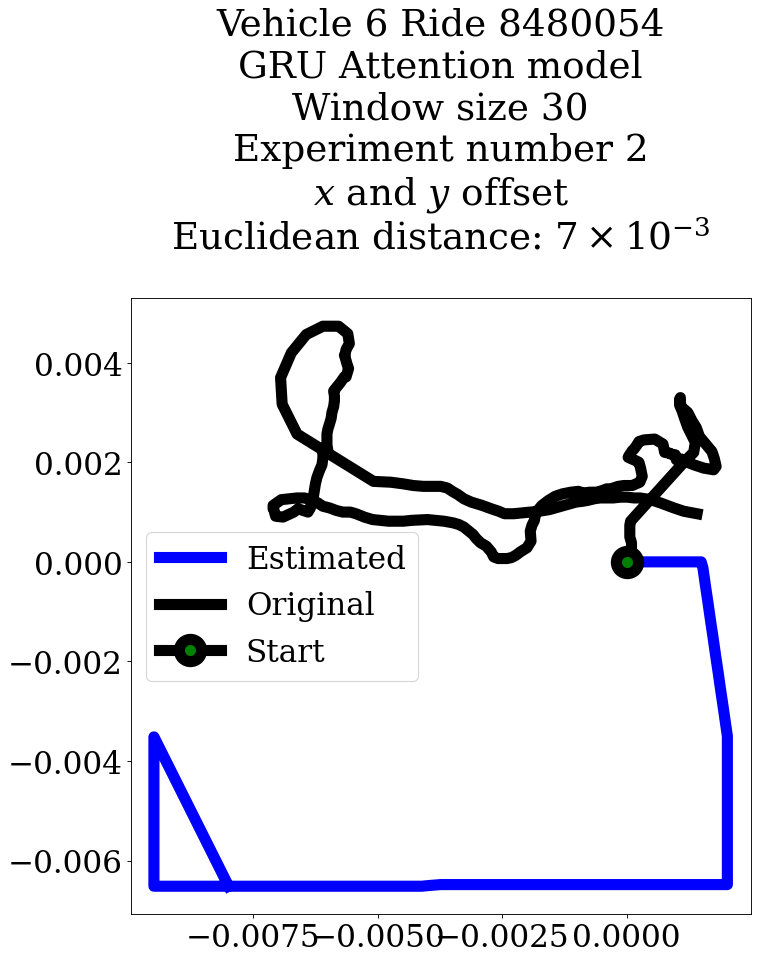 Vehicle 6 Ride 8480054
GRU Attention model
Window size 30
Experiment number 2
x and y offset
Euclidean distance: 7 × 10⁻³
0.004
0.002
0.000
−0.002
−0.004
−0.006
Estimated
Original
Start
−0.0075 −0.0050 −0.0025 0.0000